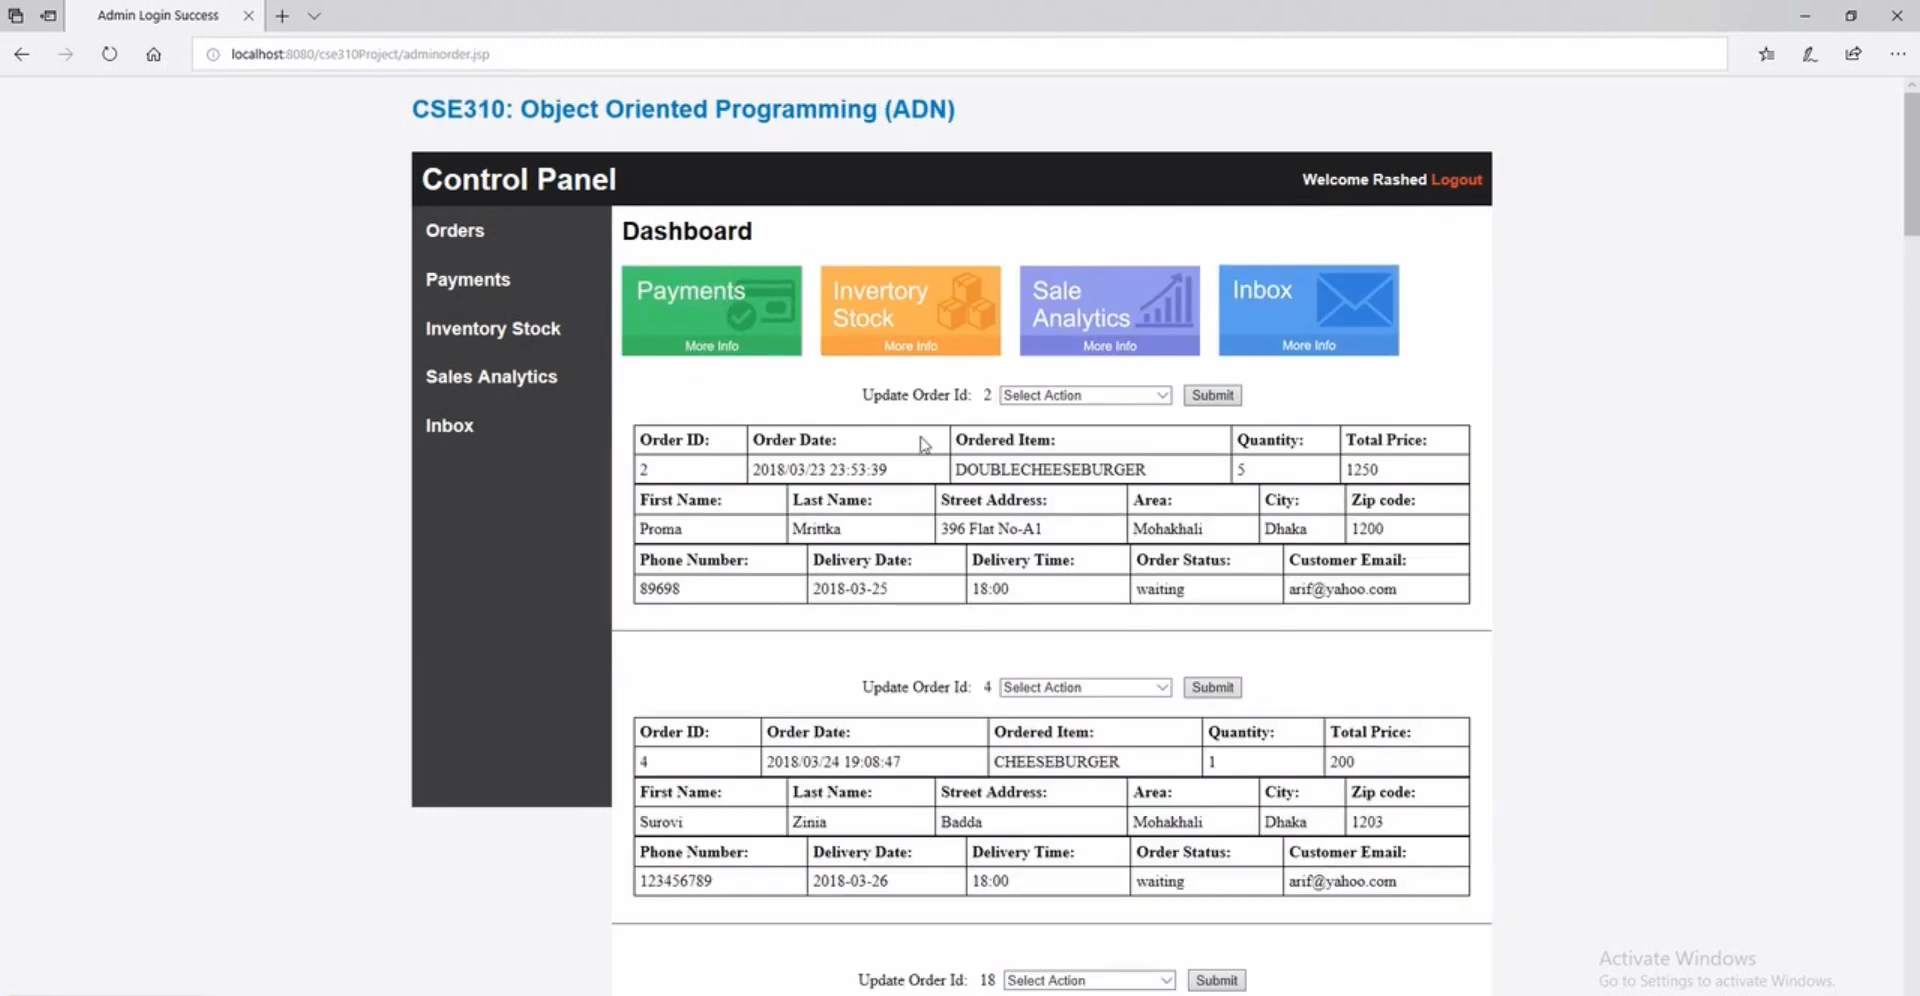 Admin Login Success
localhost:8080/cse310Project/adminorder.jsp
CSE310: Object Oriented Programming (ADN)
Control Panel
Welcome Rashed Logout
Orders
Payments
Inventory Stock
Sales Analytics
Inbox
Dashboard
Payments
More Info
Invertory
Stock
More Info
Sale
Analytics
More Info
Inbox
More Info
Update Order Id: 2 Select Action Submit
Order ID: Order Date: Ordered Item: Quantity: Total Price:
2 2018/03/23 23:53:39 DOUBLECHEESEBURGER 5 1250
First Name: Last Name: Street Address: Area: City: Zip code:
Proma Mrittka 396 Flat No-A1 Mohakhali Dhaka 1200
Phone Number: Delivery Date: Delivery Time: Order Status: Customer Email:
89698 2018-03-25 18:00 waiting arif@yahoo.com
Update Order Id: 4 Select Action Submit
Order ID: Order Date: Ordered Item: Quantity: Total Price:
4 2018/03/24 19:08:47 CHEESEBURGER 1 200
First Name: Last Name: Street Address: Area: City: Zip code:
Surovi Zinia Badda Mohakhali Dhaka 1203
Phone Number: Delivery Date: Delivery Time: Order Status: Customer Email:
123456789 2018-03-26 18:00 waiting arif@yahoo.com
Update Order Id: 18 Select Action Submit
Activate Windows
Go to Settings to activate Windows.